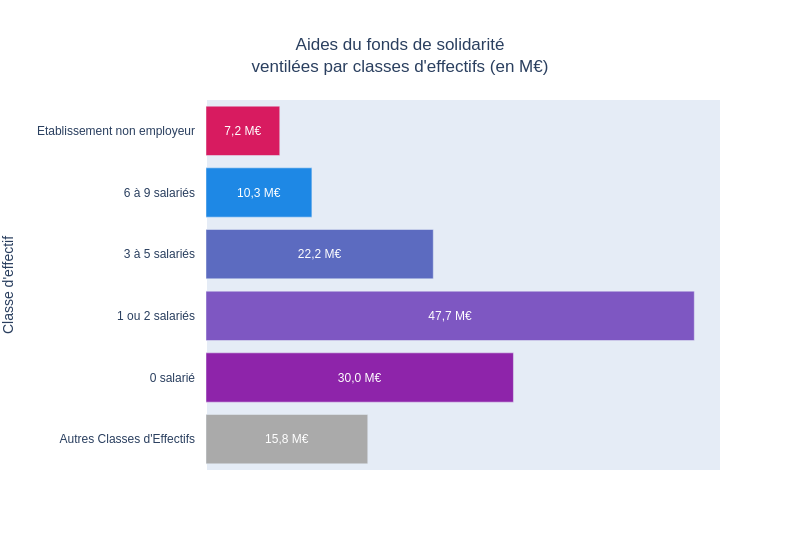 Aides du fonds de solidarité
ventilées par classes d'effectifs (en M€)
Classe d'effectif
Etablissement non employeur
7,2 M€
6 à 9 salariés
10,3 M€
3 à 5 salariés
22,2 M€
1 ou 2 salariés
47,7 M€
0 salarié
30,0 M€
Autres Classes d'Effectifs
15,8 M€